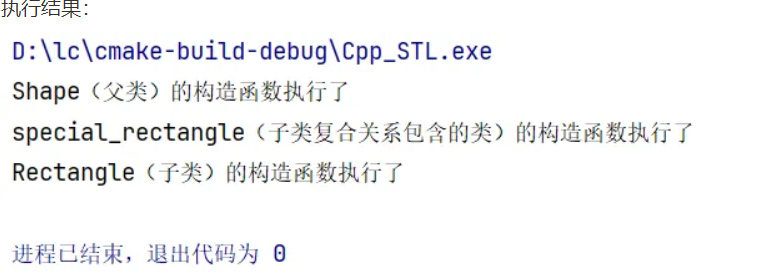 执行结果：
D:\lc\cmake-build-debug\Cpp_STL.exe
Shape（父类）的构造函数执行了
special_rectangle（子类复合关系包含的类）的构造函数执行了
Rectangle（子类）的构造函数执行了
进程已结束，退出代码为 0